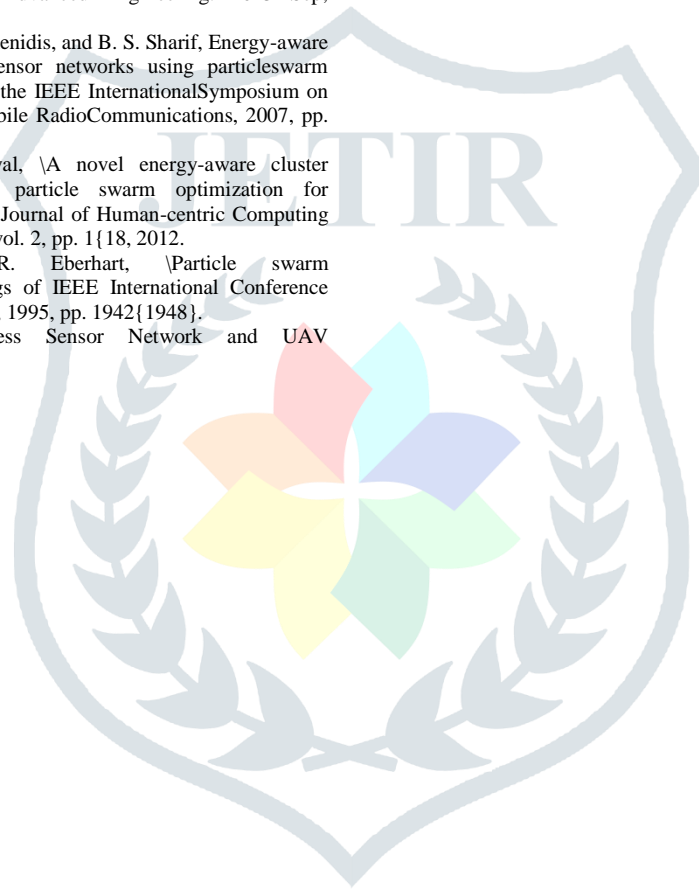 enidis, and B. S. Sharif, Energy-aware
ensor networks using particleswarm
the IEEE InternationalSymposium on
bile RadioCommunications, 2007, pp.
val, \A novel energy-aware cluster
particle swarm optimization for
Journal of Human-centric Computing
vol. 2, pp. 1{18, 2012.
R. Eberhart, \Particle swarm
gs of IEEE International Conference
, 1995, pp. 1942{1948}.
ess Sensor Network and UAV
JETIR